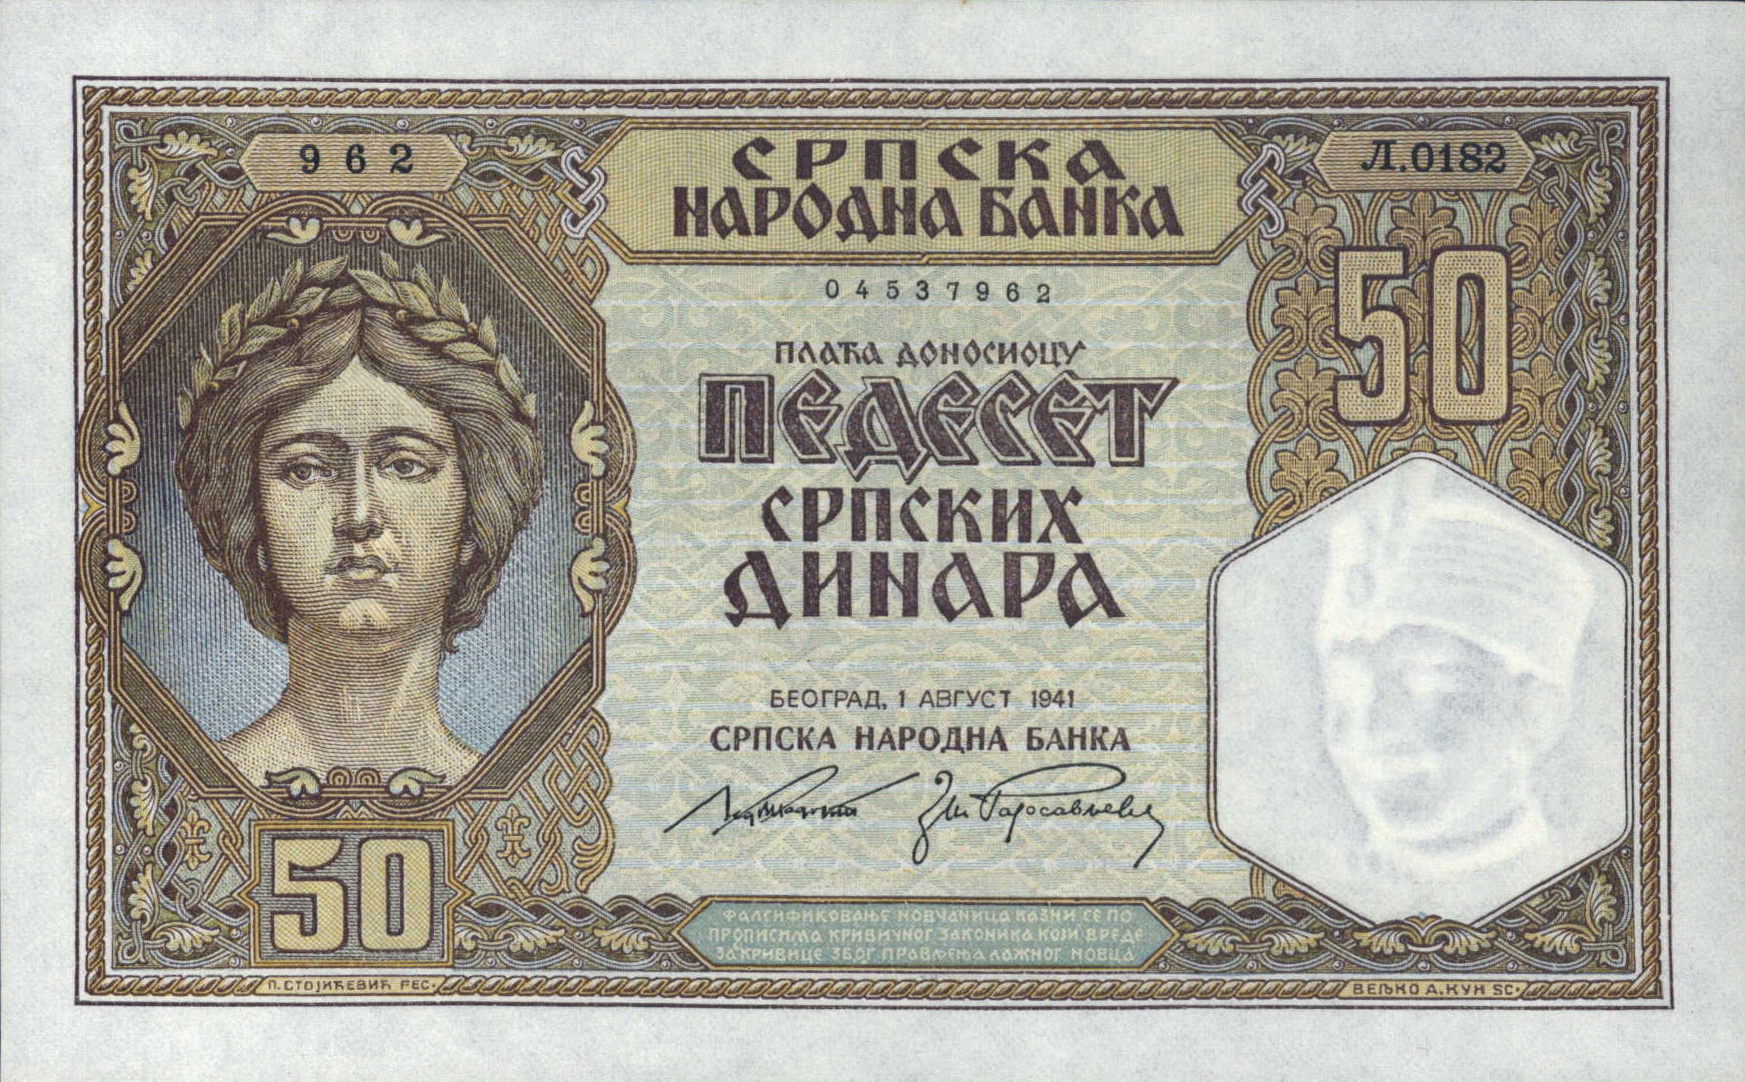 962
Л.0182
СРПСКА
НАРОДНА БАНКА
50
04537962
ПЛАЋА ДОНОСИОЦУ
ПЕДЕСЕТ
СРПСКИХ
ДИНАРА
БЕОГРАД, 1 АВГУСТ 1941
СРПСКА НАРОДНА БАНКА
50
ФАЛСИФИКОВАЊЕ НОВЧАНИЦА КАЗНИ СЕ ПО
ПРОПИСИМА КРИВИЧНОГ ЗАКОНИКА КОЈИ ВРЕДЕ
ЗА КРИВИЦЕ ЗБОГ ПРАВЉЕЊА ЛАЖНОГ НОВЦА
П. СТОЈИЋЕВИЋ FEC.
ВЕЉКО А. КУН SC.